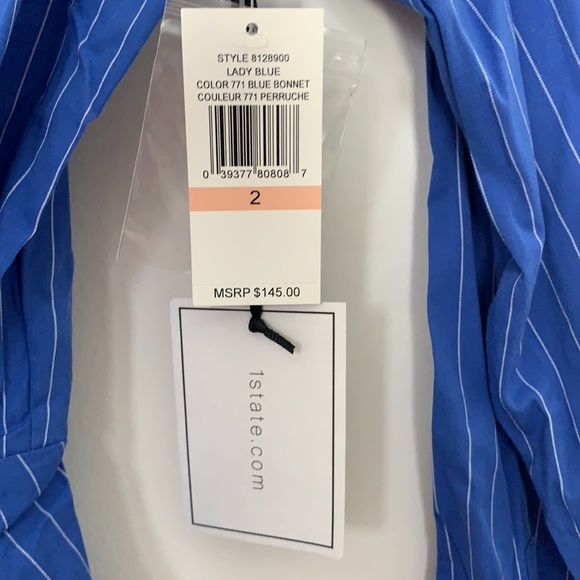 STYLE 8128900
LADY BLUE
COLOR 771 BLUE BONNET
COULEUR 771 PERRUCHE
0 39377 80808 7
2
MSRP $145.00
1state.com